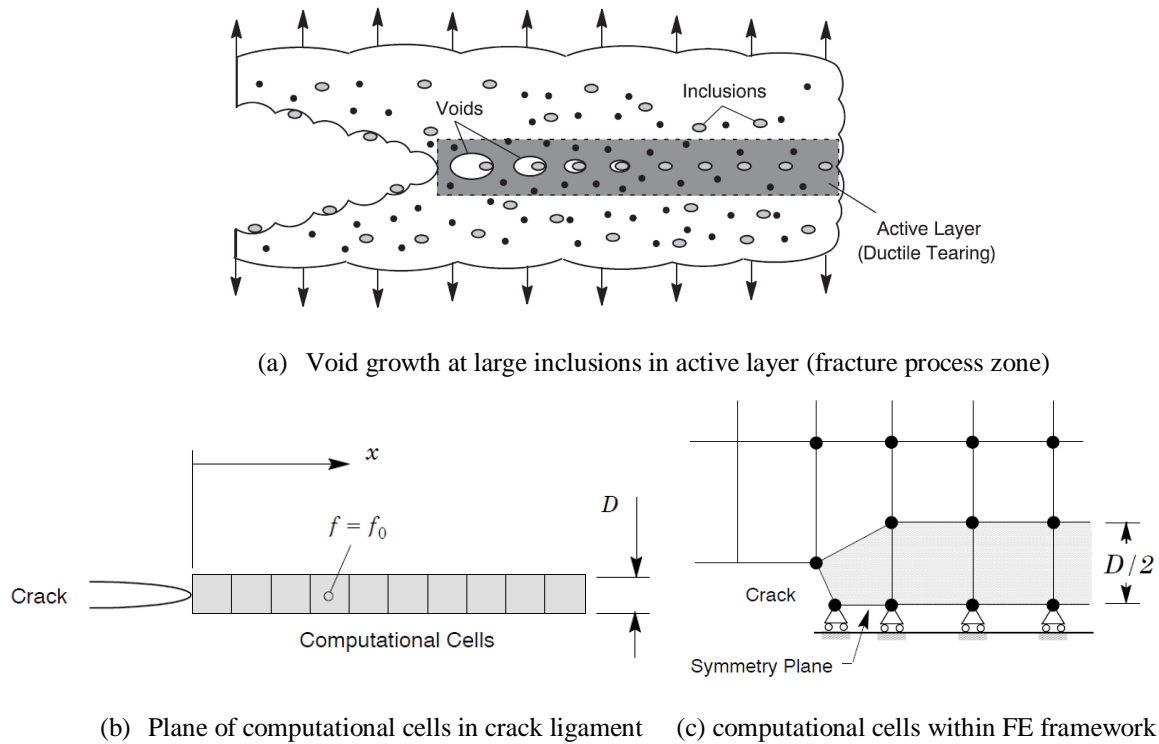 Inclusions
Voids
Active Layer
(Ductile Tearing)
(a) Void growth at large inclusions in active layer (fracture process zone)
x
D
f = f0
Crack
Computational Cells
D/2
Crack
Symmetry Plane
(b) Plane of computational cells in crack ligament
(c) computational cells within FE framework